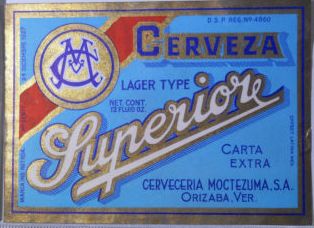 D.S.P. REG. Nº 4860
CERVEZA
LAGER TYPE
NET. CONT.
12 FLUID OZ.
Superior
CARTA
EXTRA
CERVECERIA MOCTEZUMA, S.A.
ORIZABA, VER.